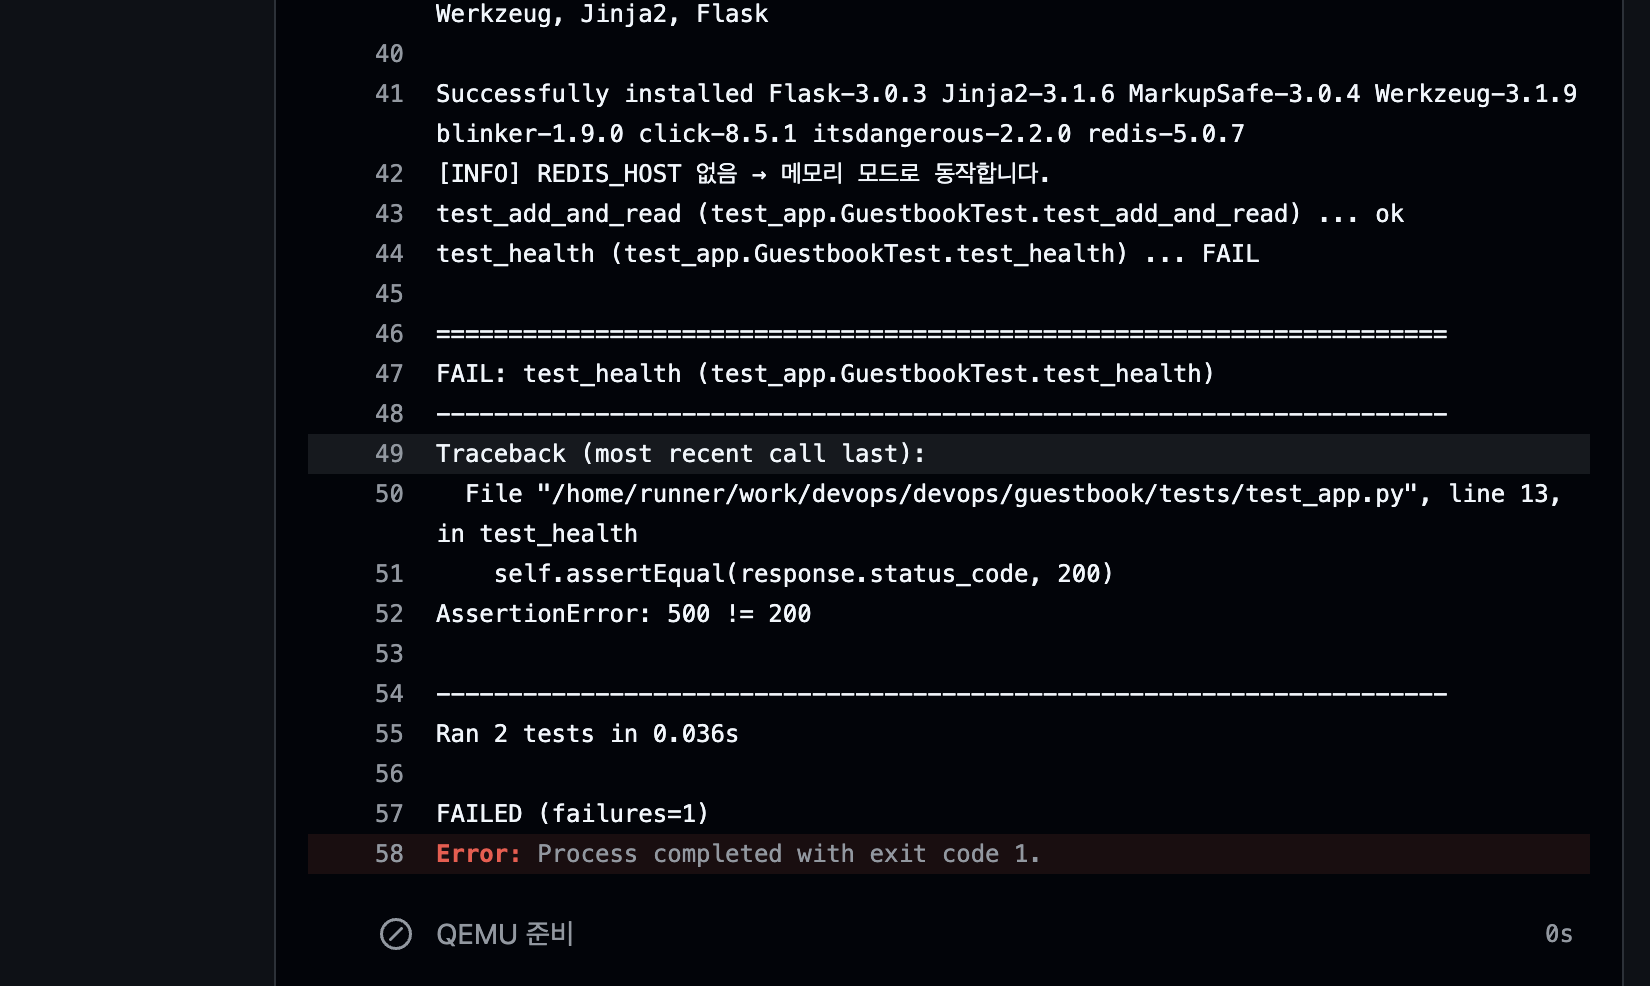 Werkzeug, Jinja2, Flask
40
41 Successfully installed Flask-3.0.3 Jinja2-3.1.6 MarkupSafe-3.0.4 Werkzeug-3.1.9
blinker-1.9.0 click-8.5.1 itsdangerous-2.2.0 redis-5.0.7
42 [INFO] REDIS_HOST 없음 → 메모리 모드로 동작합니다.
43 test_add_and_read (test_app.GuestbookTest.test_add_and_read) ... ok
44 test_health (test_app.GuestbookTest.test_health) ... FAIL
45
46 ======================================================================
47 FAIL: test_health (test_app.GuestbookTest.test_health)
48 ----------------------------------------------------------------------
49 Traceback (most recent call last):
50   File "/home/runner/work/devops/devops/guestbook/tests/test_app.py", line 13,
in test_health
51     self.assertEqual(response.status_code, 200)
52 AssertionError: 500 != 200
53
54 ----------------------------------------------------------------------
55 Ran 2 tests in 0.036s
56
57 FAILED (failures=1)
58 Error: Process completed with exit code 1.
QEMU 준비 0s